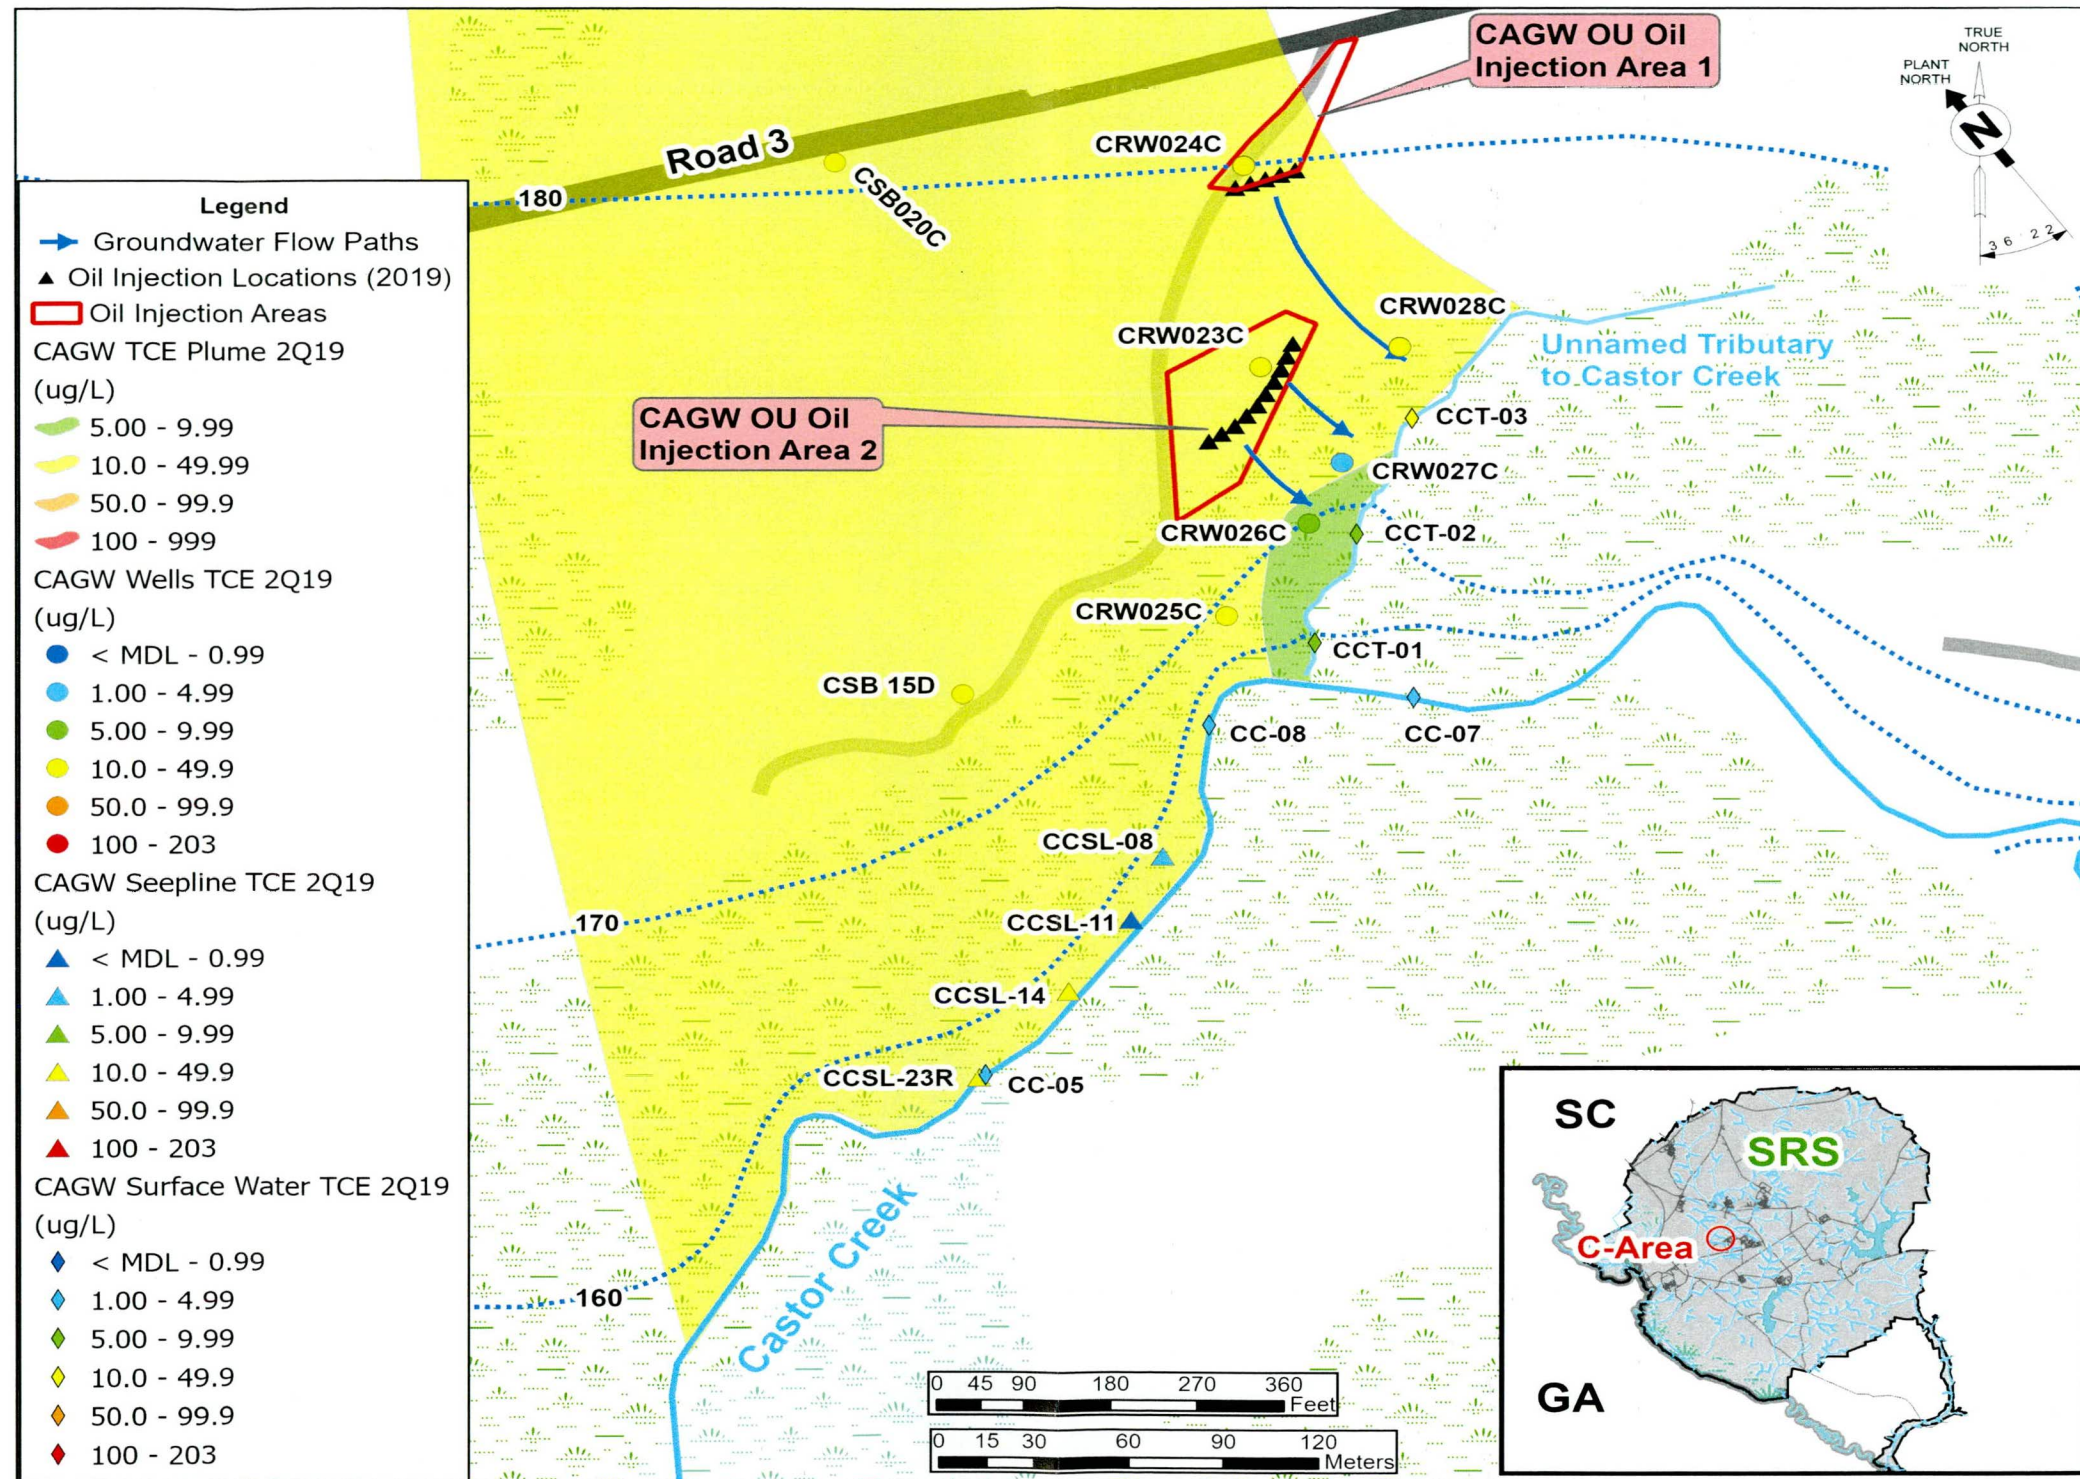 CAGW OU Oil
Injection Area 1
TRUE
NORTH
PLANT
NORTH
N
36.22
Road 3
CRW024C
CSB020C
180
Legend
Groundwater Flow Paths
Oil Injection Locations (2019)
Oil Injection Areas
CAGW TCE Plume 2Q19
(ug/L)
5.00 - 9.99
10.0 - 49.99
50.0 - 99.9
100 - 999
CAGW Wells TCE 2Q19
(ug/L)
< MDL - 0.99
1.00 - 4.99
5.00 - 9.99
10.0 - 49.9
50.0 - 99.9
100 - 203
CAGW Seepline TCE 2Q19
(ug/L)
< MDL - 0.99
1.00 - 4.99
5.00 - 9.99
10.0 - 49.9
50.0 - 99.9
100 - 203
CAGW Surface Water TCE 2Q19
(ug/L)
< MDL - 0.99
1.00 - 4.99
5.00 - 9.99
10.0 - 49.9
50.0 - 99.9
100 - 203
CRW028C
CRW023C
Unnamed Tributary
to Castor Creek
CAGW OU Oil
Injection Area 2
CCT-03
CRW027C
CRW026C
CCT-02
CRW025C
CCT-01
CSB 15D
CC-08
CC-07
CCSL-08
170
CCSL-11
CCSL-14
CCSL-23R
CC-05
160
Castor Creek
0 45 90 180 270 360
Feet
0 15 30 60 90 120
Meters
SC
SRS
C-Area
GA